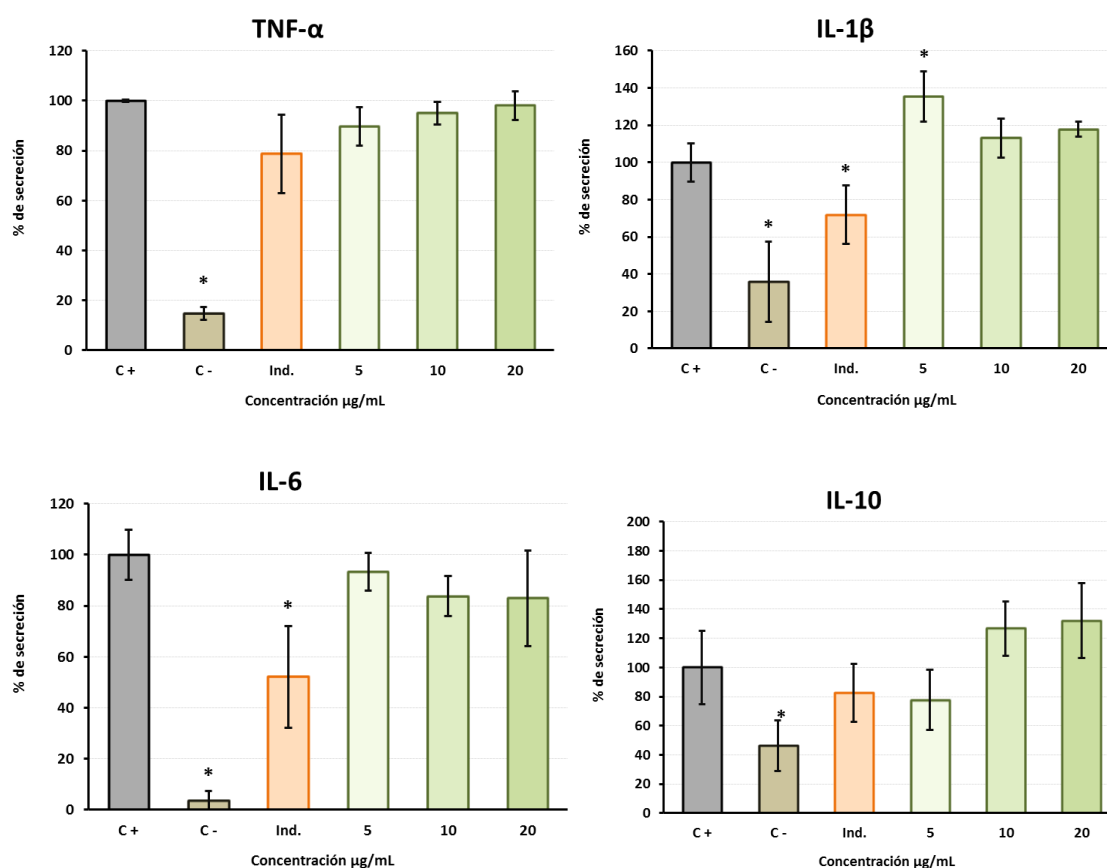 TNF-α
120
100
80
60
40
20
0
% de secreción
*
C + C - Ind. 5 10 20
Concentración µg/mL
IL-1β
160
140
120
100
80
60
40
20
0
% de secreción
* * *
C + C - Ind. 5 10 20
Concentración µg/mL
IL-6
120
100
80
60
40
20
0
% de secreción
* *
C + C - Ind. 5 10 20
Concentración µg/mL
IL-10
200
180
160
140
120
100
80
60
40
20
0
% de secreción
*
C + C - Ind. 5 10 20
Concentración µg/mL